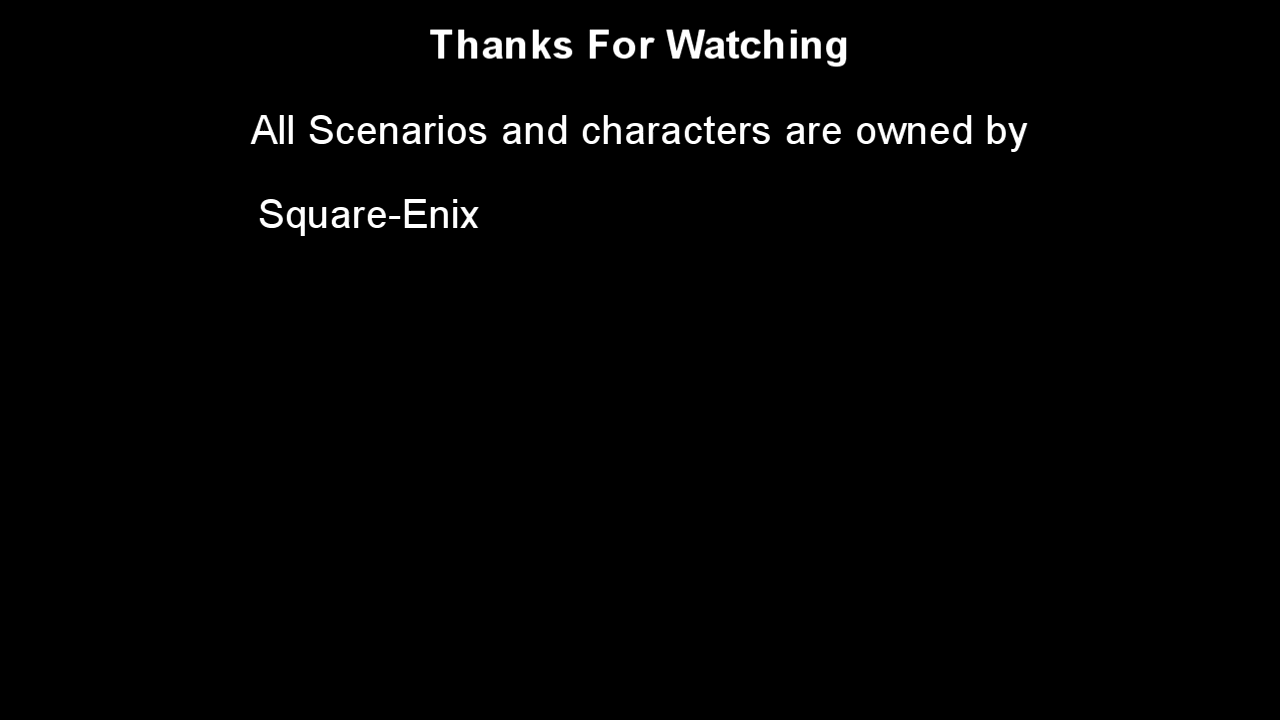 Thanks For Watching
All Scenarios and characters are owned by
Square-Enix